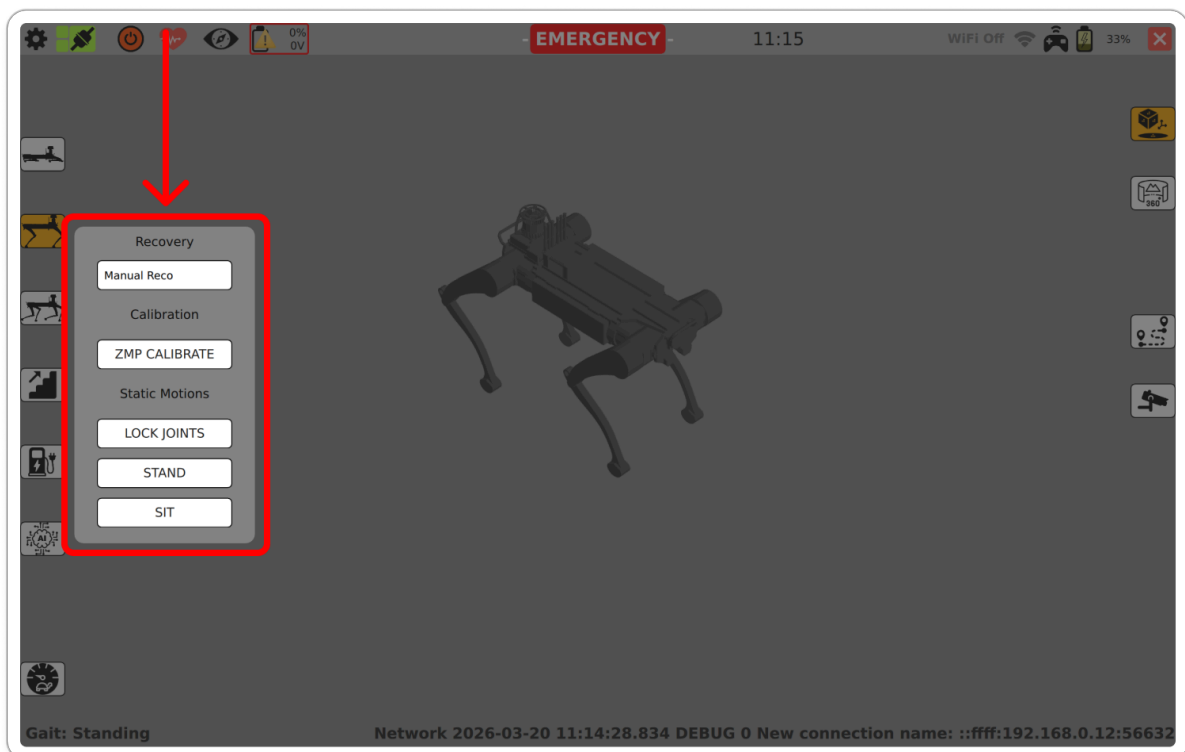 0%
0V
- EMERGENCY -
11:15
WiFi Off
33%
360°
Recovery
Manual Reco
Calibration
ZMP CALIBRATE
Static Motions
LOCK JOINTS
STAND
SIT
AI
Gait: Standing
Network 2026-03-20 11:14:28.834 DEBUG 0 New connection name: ::ffff:192.168.0.12:56632